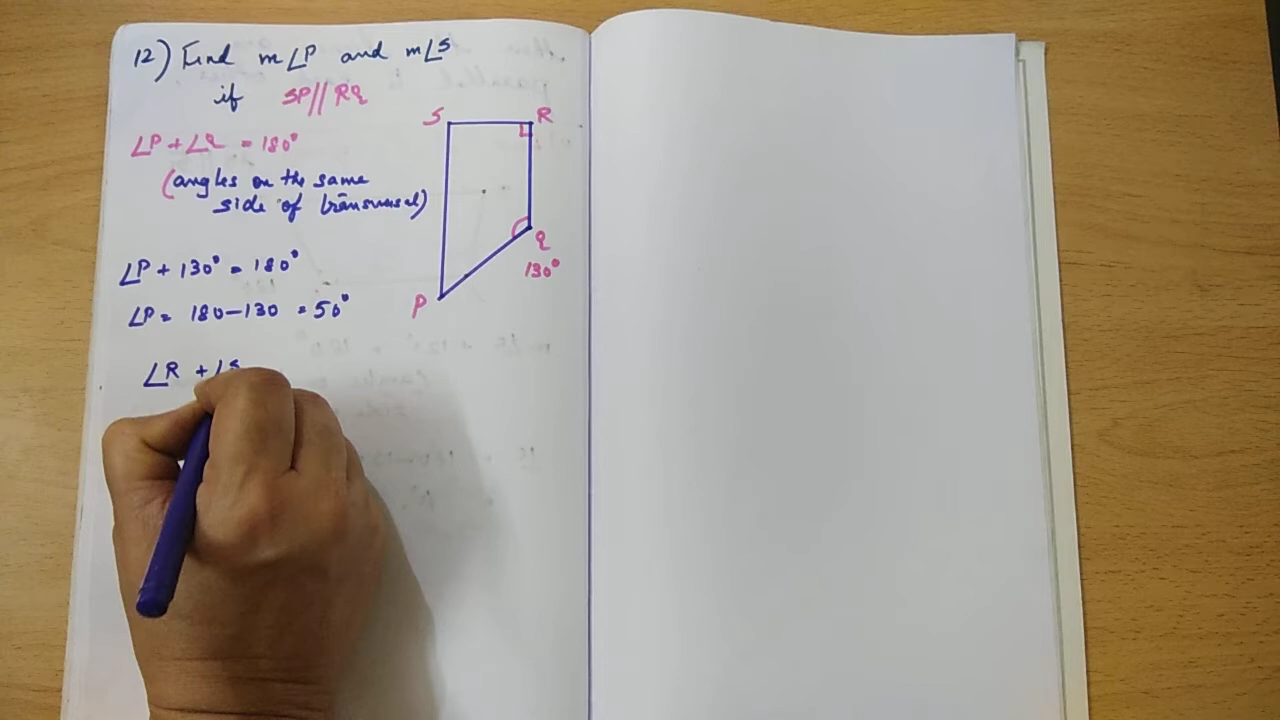 12) Find m∠P and m∠S
if SP//RQ
∠P + ∠Q = 180°
(angles on the same
side of transversal)
S R
Q
130°
P
∠P + 130° = 180°
∠P = 180-130 = 50°
∠R + ∠S